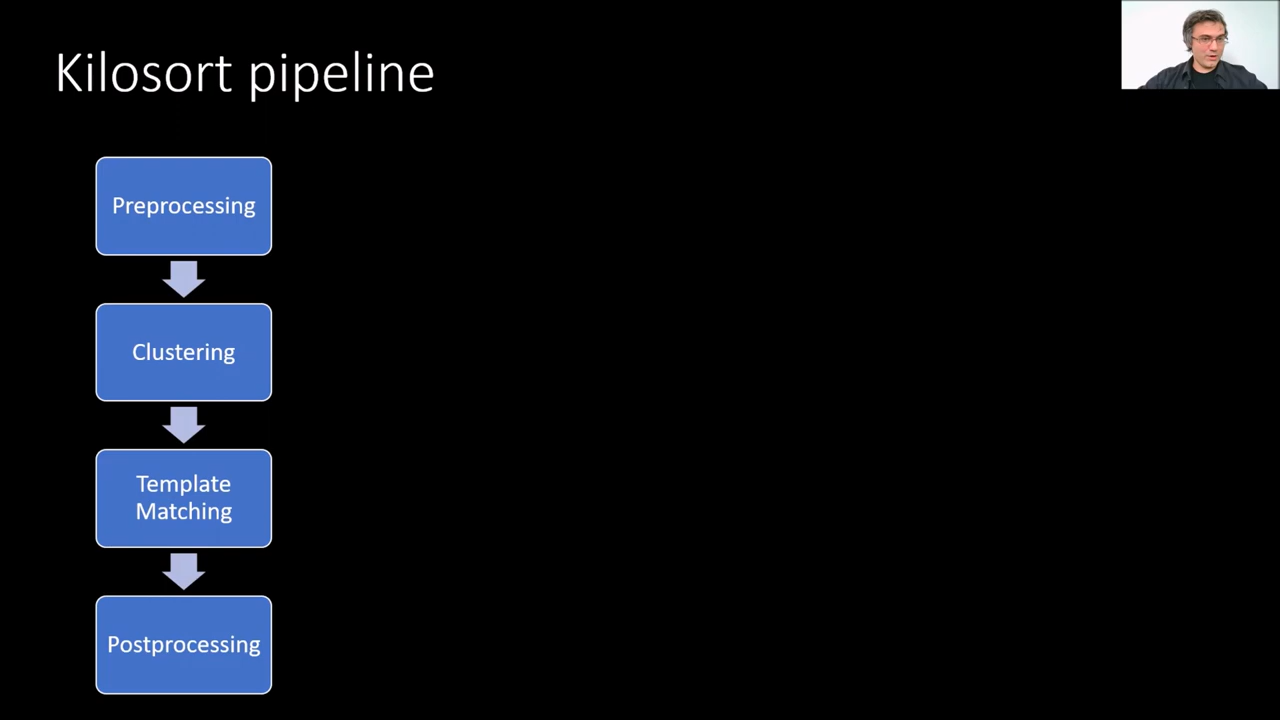 Kilosort pipeline
Preprocessing
Clustering
Template
Matching
Postprocessing